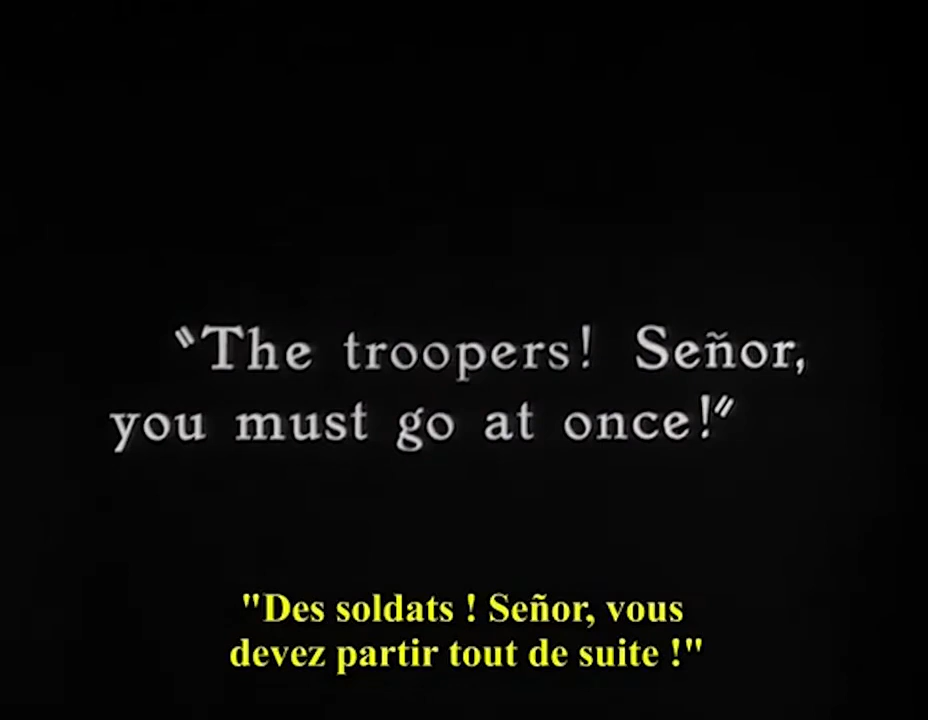 "The troopers! Señor,
you must go at once!"
"Des soldats ! Señor, vous
devez partir tout de suite !"